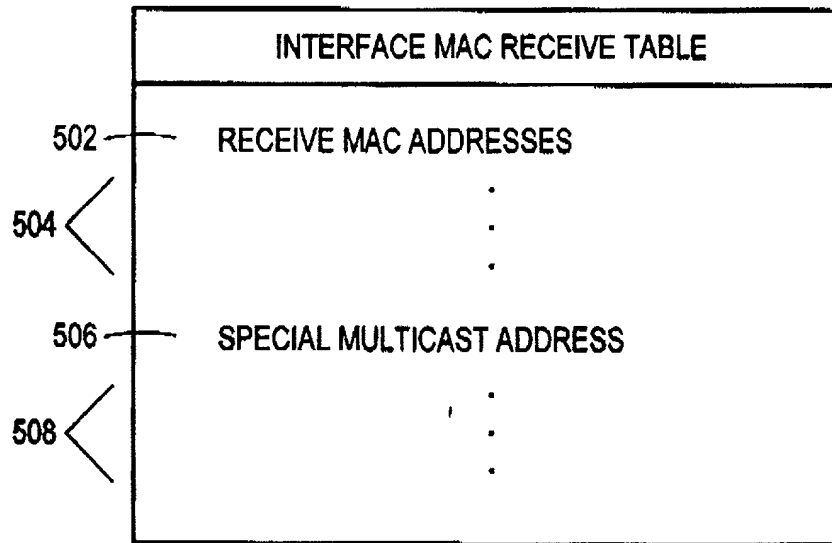 INTERFACE MAC RECEIVE TABLE
502 RECEIVE MAC ADDRESSES
504
506 SPECIAL MULTICAST ADDRESS
508